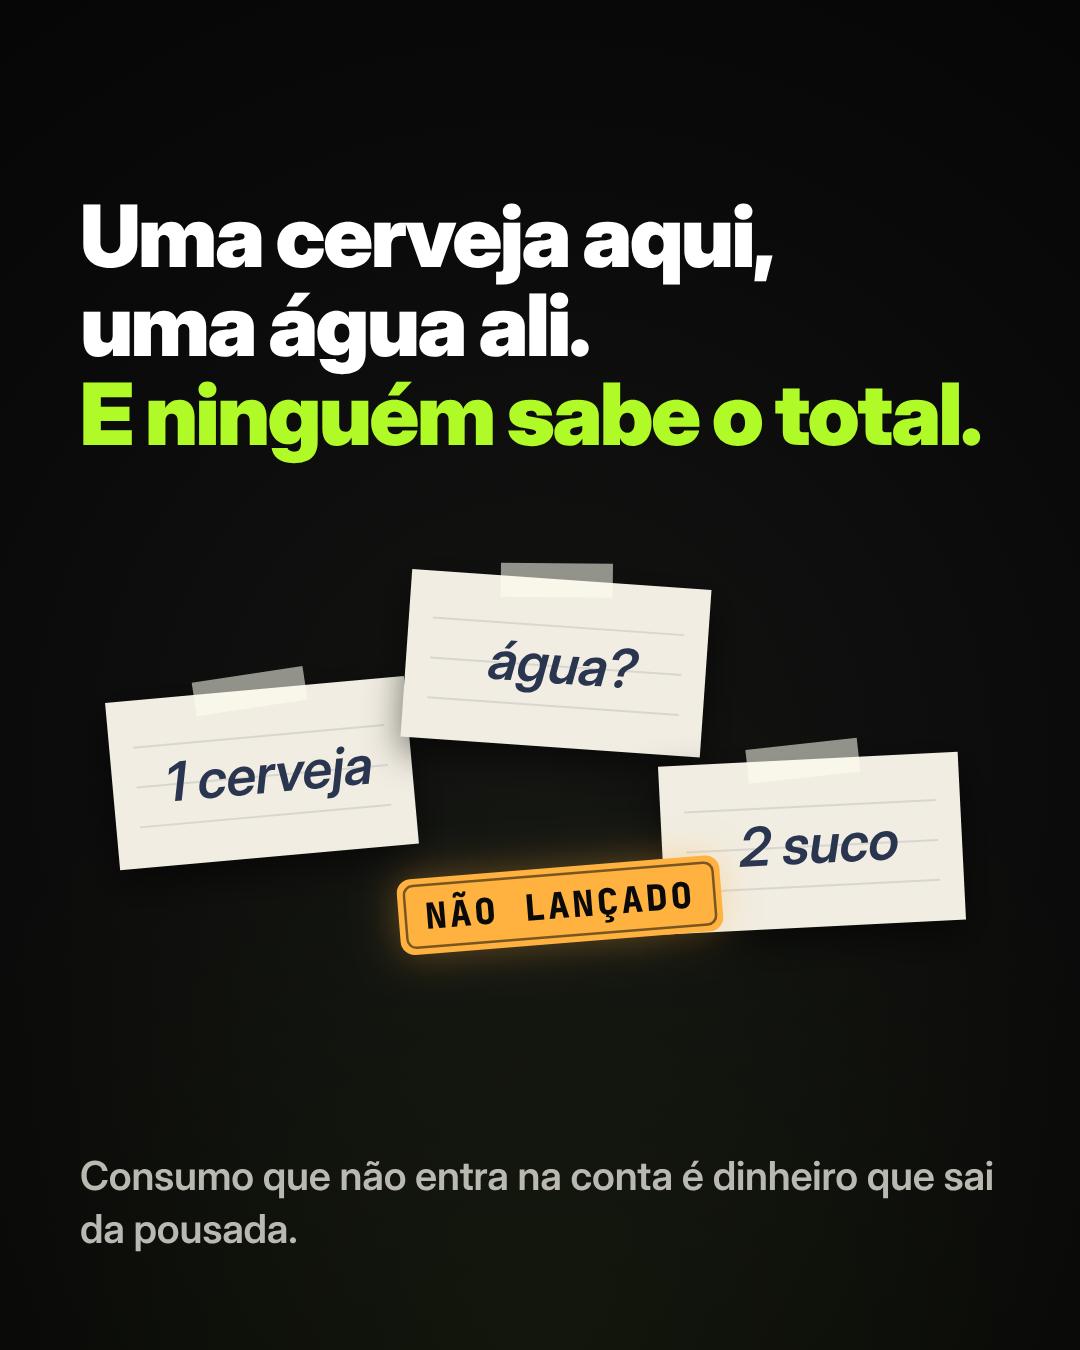 Uma cerveja aqui,
uma água ali.
E ninguém sabe o total.
água?
1 cerveja
2 suco
NÃO LANÇADO
Consumo que não entra na conta é dinheiro que sai
da pousada.